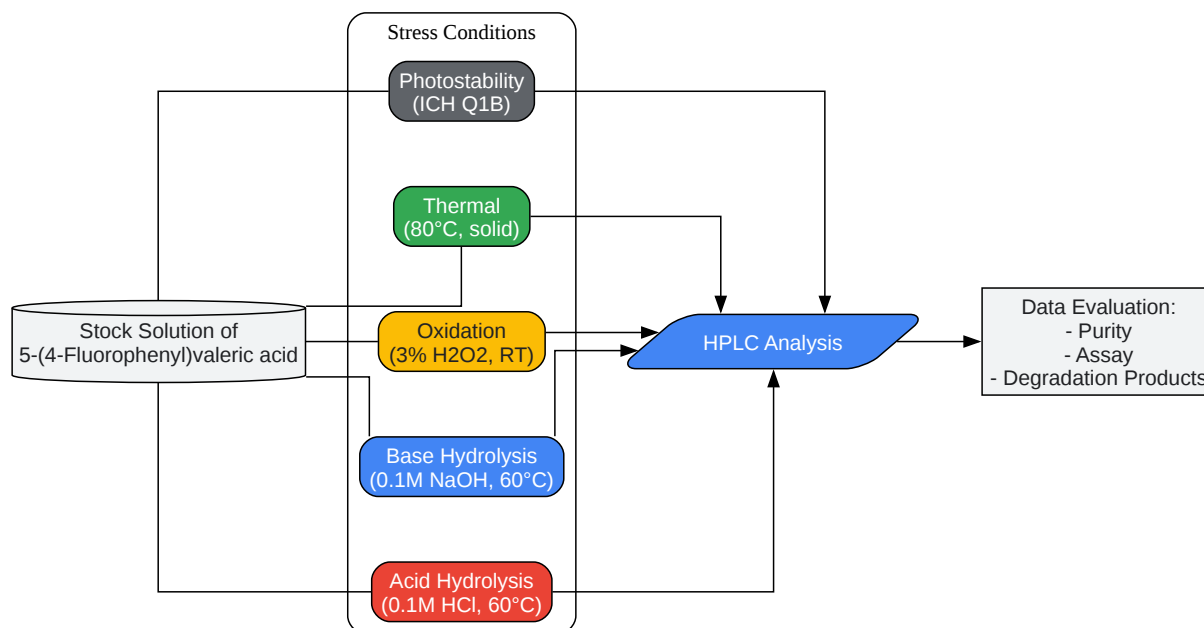 Stress Conditions
Photostability
(ICH Q1B)
Thermal
(80°C, solid)
Stock Solution of
5-(4-Fluorophenyl)valeric acid
Oxidation
(3% H2O2, RT)
HPLC Analysis
Data Evaluation:
- Purity
- Assay
- Degradation Products
Base Hydrolysis
(0.1M NaOH, 60°C)
Acid Hydrolysis
(0.1M HCl, 60°C)